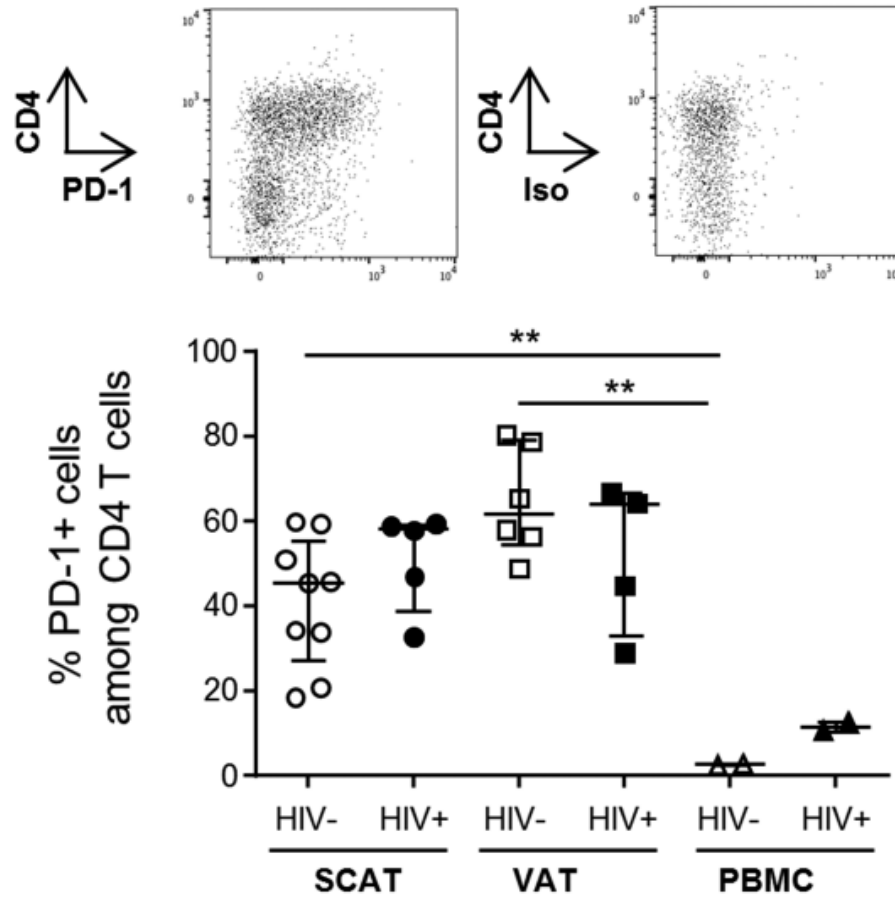 10⁴
10³
0
CD4
PD-1
0
10³
10⁴
10⁴
10³
0
CD4
Iso
0
10³
% PD-1+ cells
among CD4 T cells
100
80
60
40
20
0
**
**
HIV-
HIV+
HIV-
HIV+
HIV-
HIV+
SCAT
VAT
PBMC